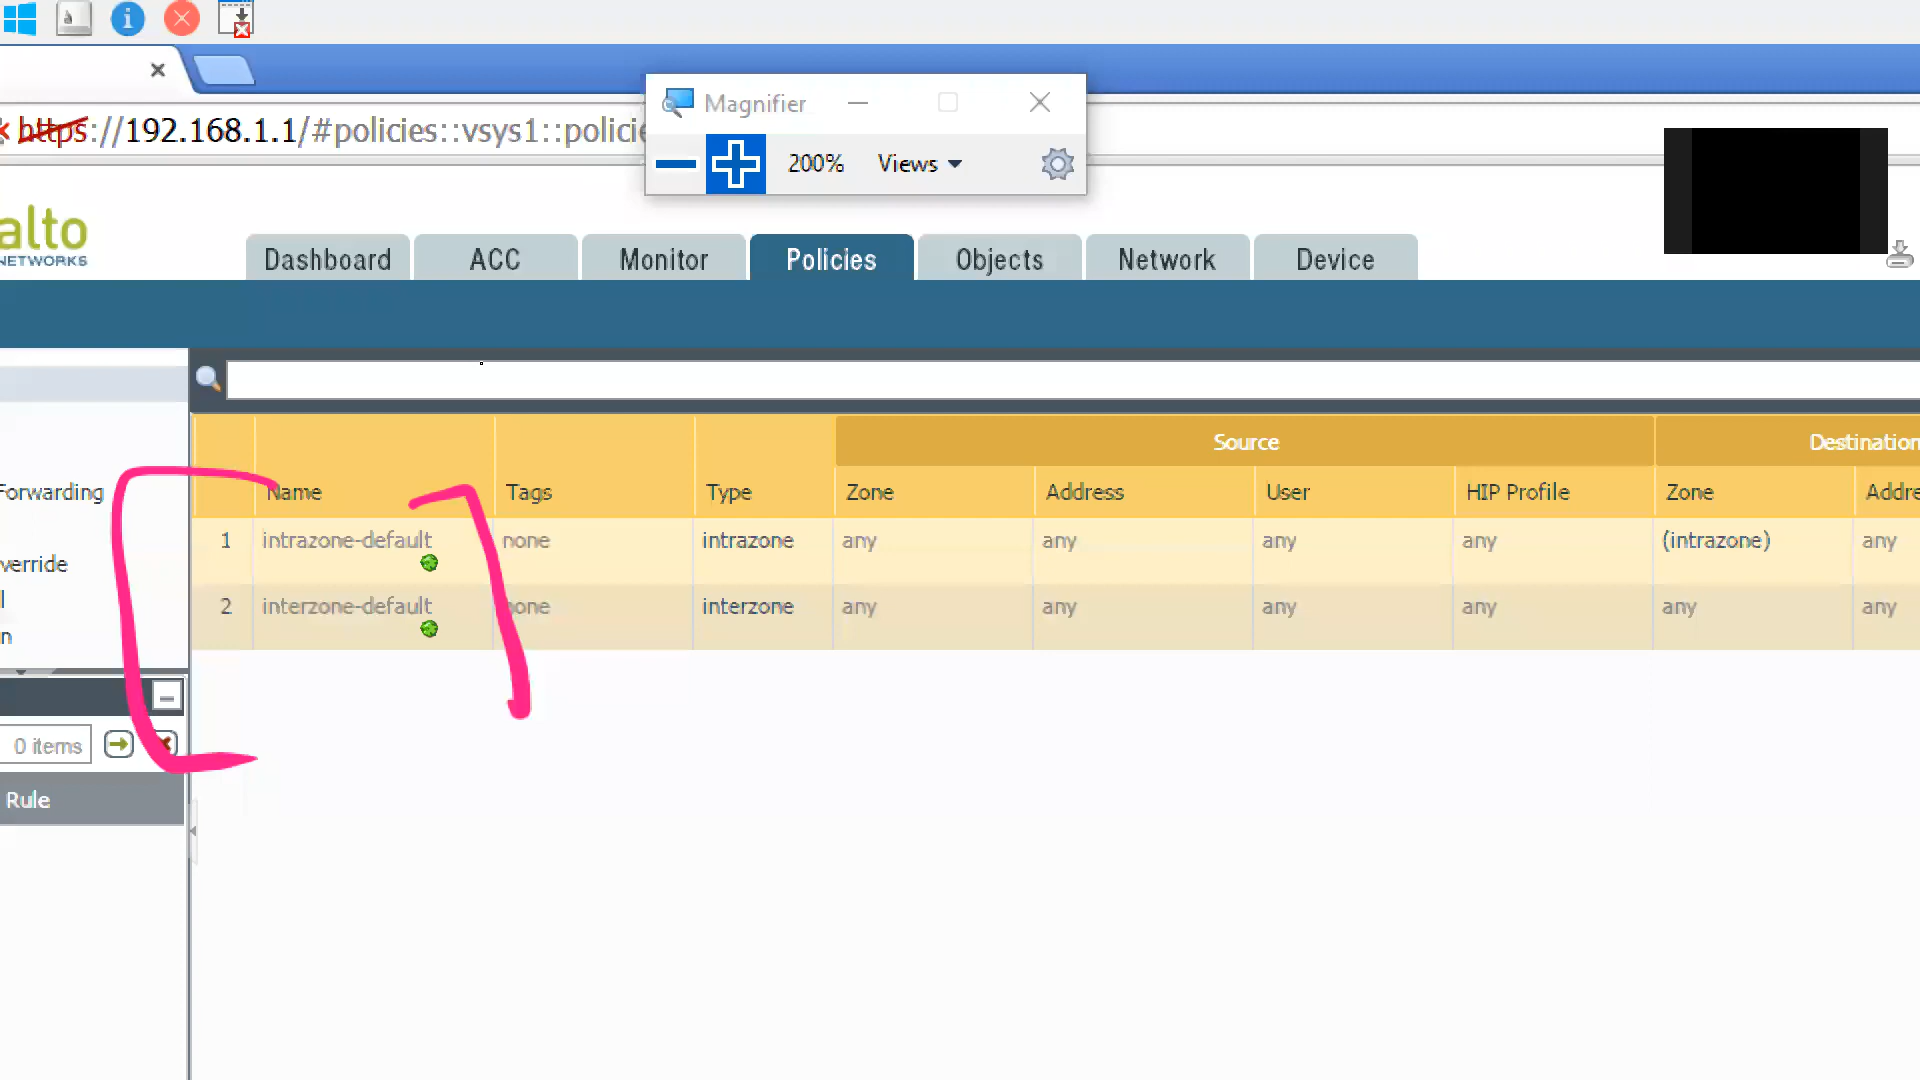 https://192.168.1.1/#policies::vsys1::policie
Magnifier
200% Views
alto
NETWORKS
Dashboard ACC Monitor Policies Objects Network Device
Source Destination
Forwarding
Name Tags Type Zone Address User HIP Profile Zone Addre
1 intrazone-default none intrazone any any any any (intrazone) any
verride
2 interzone-default none interzone any any any any any any
l
n
0 items
Rule